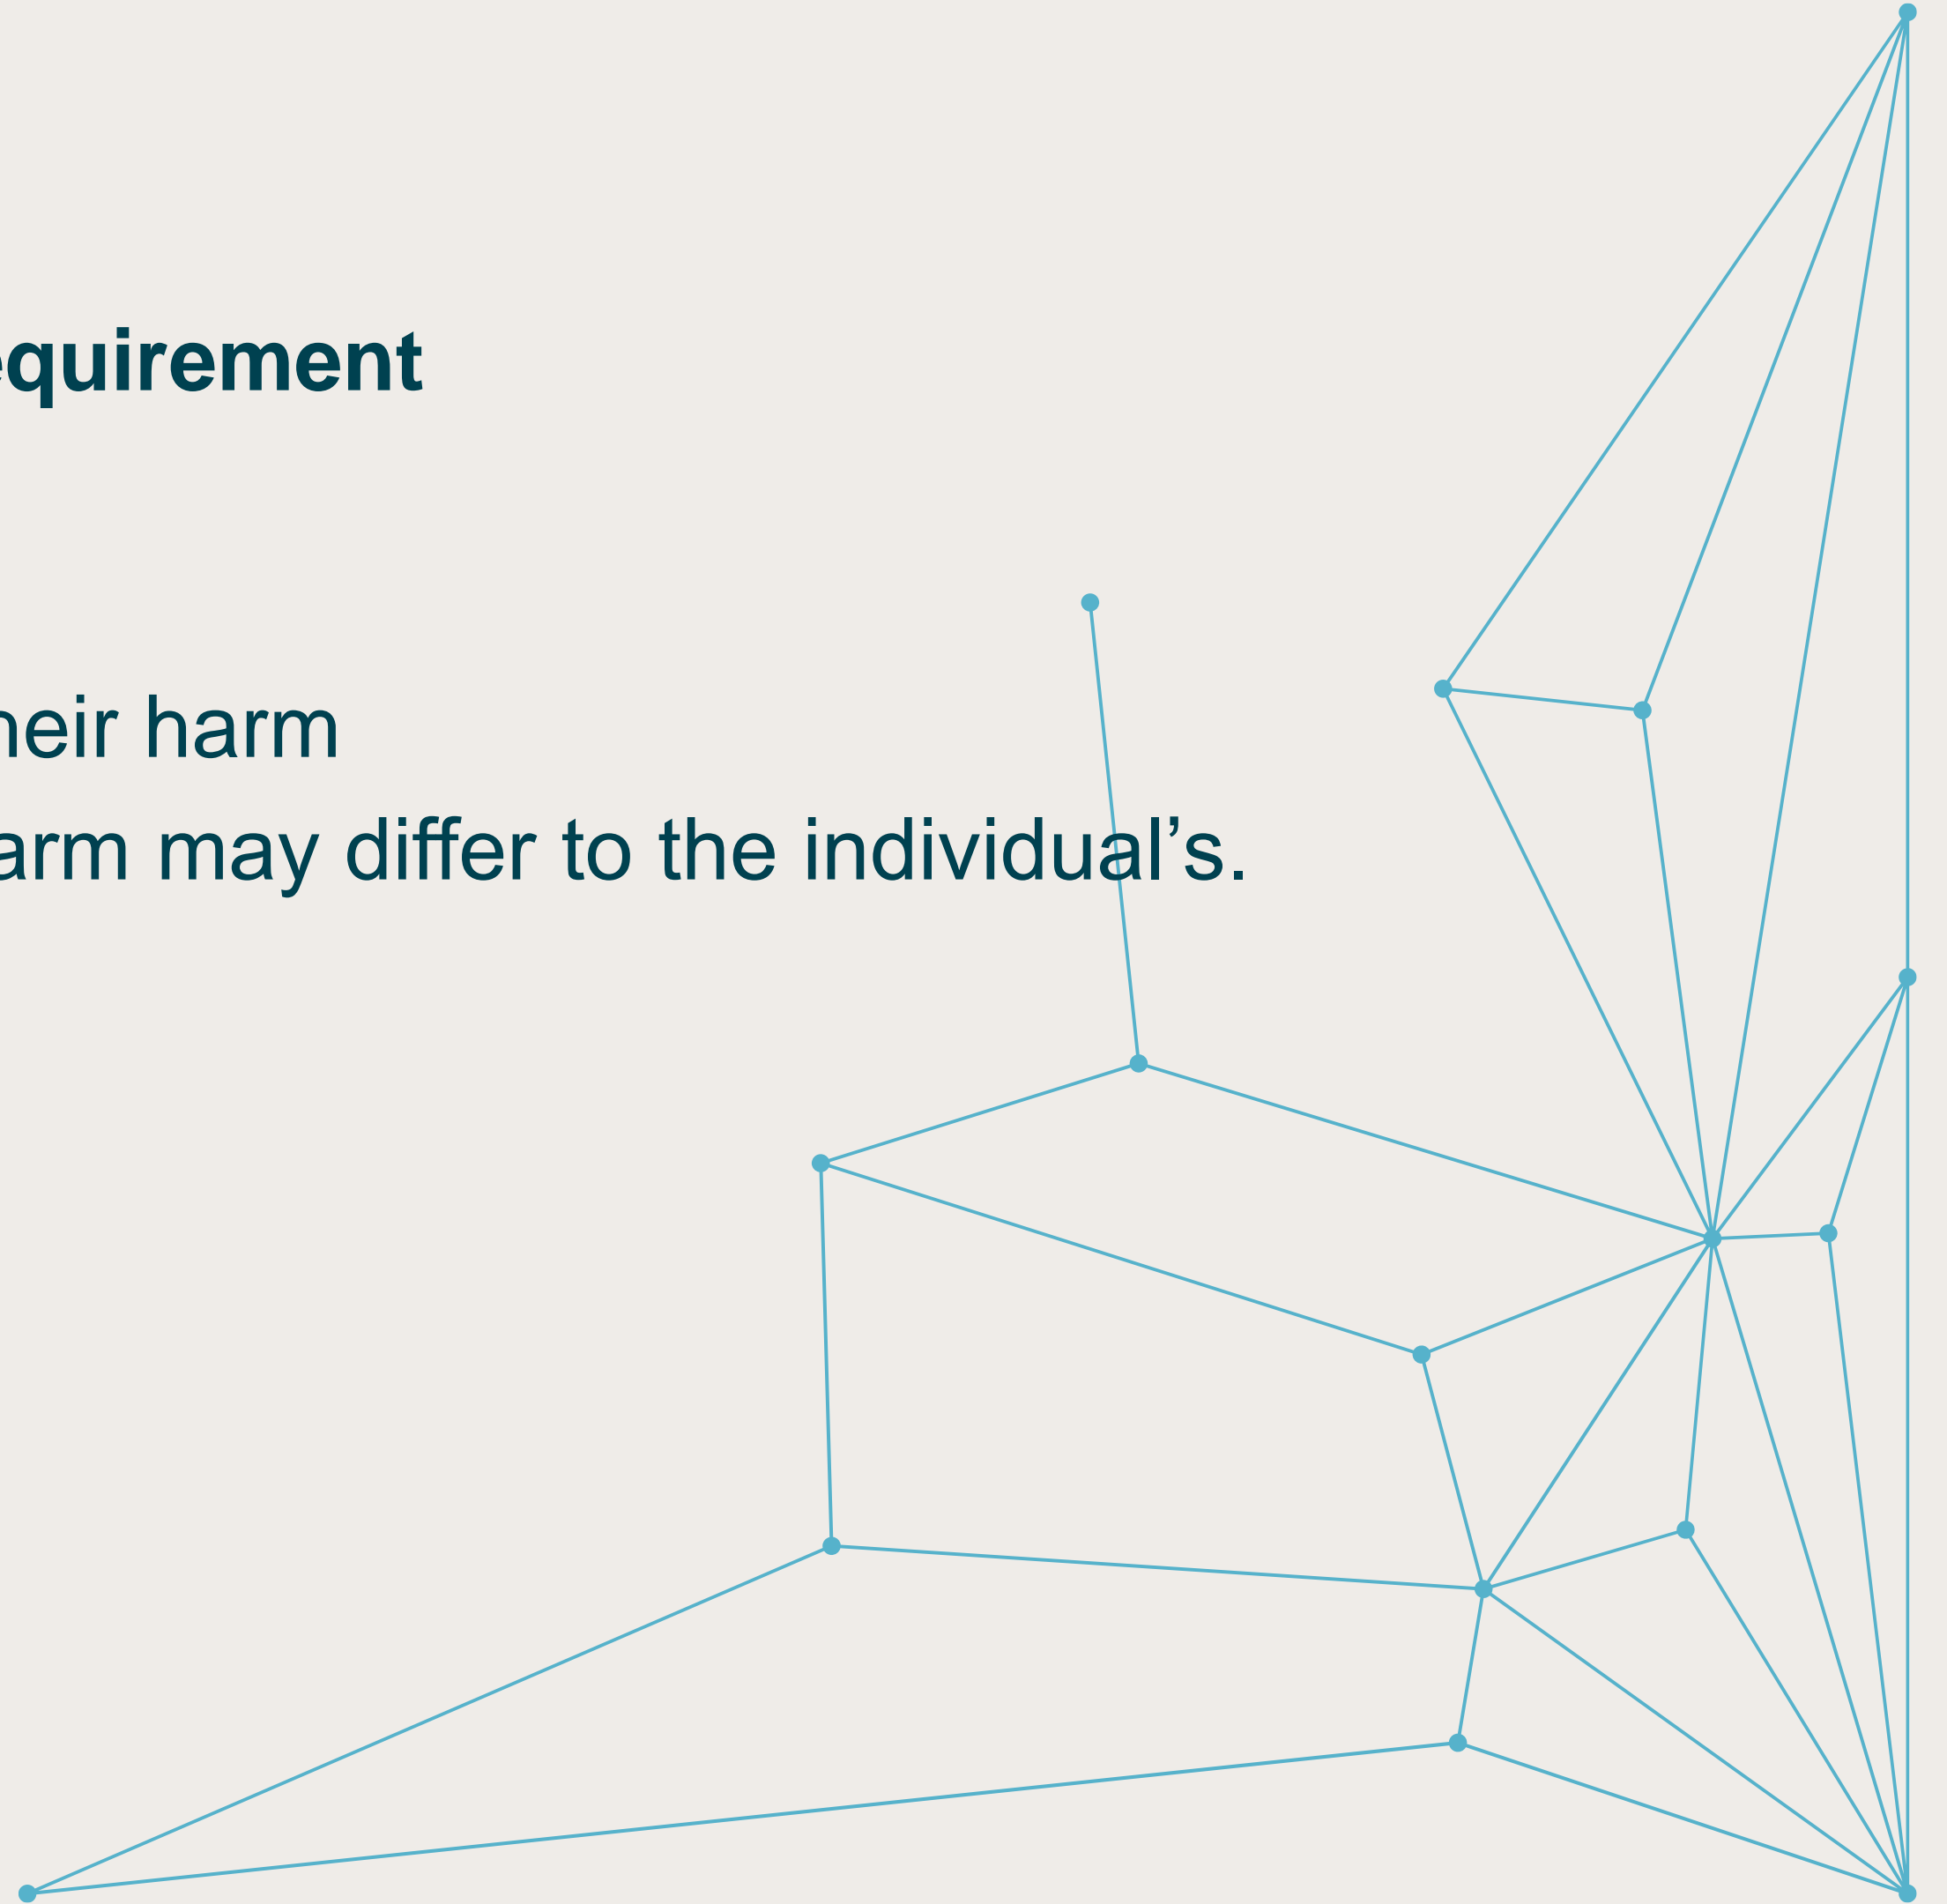 equirement
heir harm
arm may differ to the individual’s.